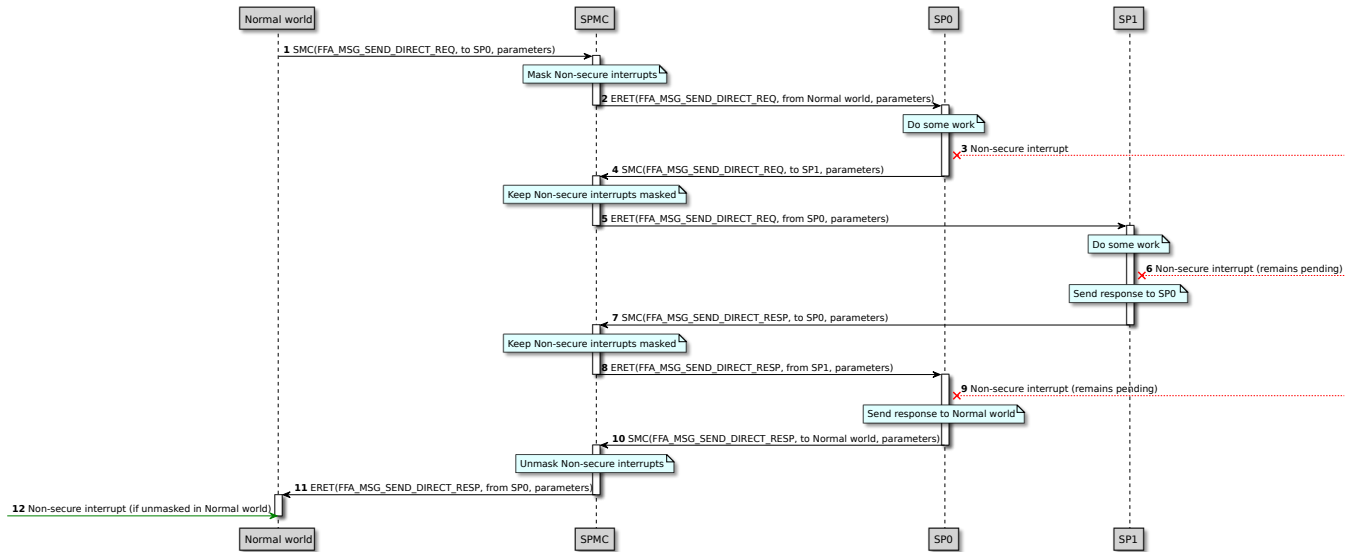 Normal world
SPMC
SP0
SP1
1 SMC(FFA_MSG_SEND_DIRECT_REQ, to SP0, parameters)
Mask Non-secure interrupts
2 ERET(FFA_MSG_SEND_DIRECT_REQ, from Normal world, parameters)
Do some work
3 Non-secure interrupt
4 SMC(FFA_MSG_SEND_DIRECT_REQ, to SP1, parameters)
Keep Non-secure interrupts masked
5 ERET(FFA_MSG_SEND_DIRECT_REQ, from SP0, parameters)
Do some work
6 Non-secure interrupt (remains pending)
Send response to SP0
7 SMC(FFA_MSG_SEND_DIRECT_RESP, to SP0, parameters)
Keep Non-secure interrupts masked
8 ERET(FFA_MSG_SEND_DIRECT_RESP, from SP1, parameters)
9 Non-secure interrupt (remains pending)
Send response to Normal world
10 SMC(FFA_MSG_SEND_DIRECT_RESP, to Normal world, parameters)
Unmask Non-secure interrupts
11 ERET(FFA_MSG_SEND_DIRECT_RESP, from SP0, parameters)
12 Non-secure interrupt (if unmasked in Normal world)
Normal world
SPMC
SP0
SP1